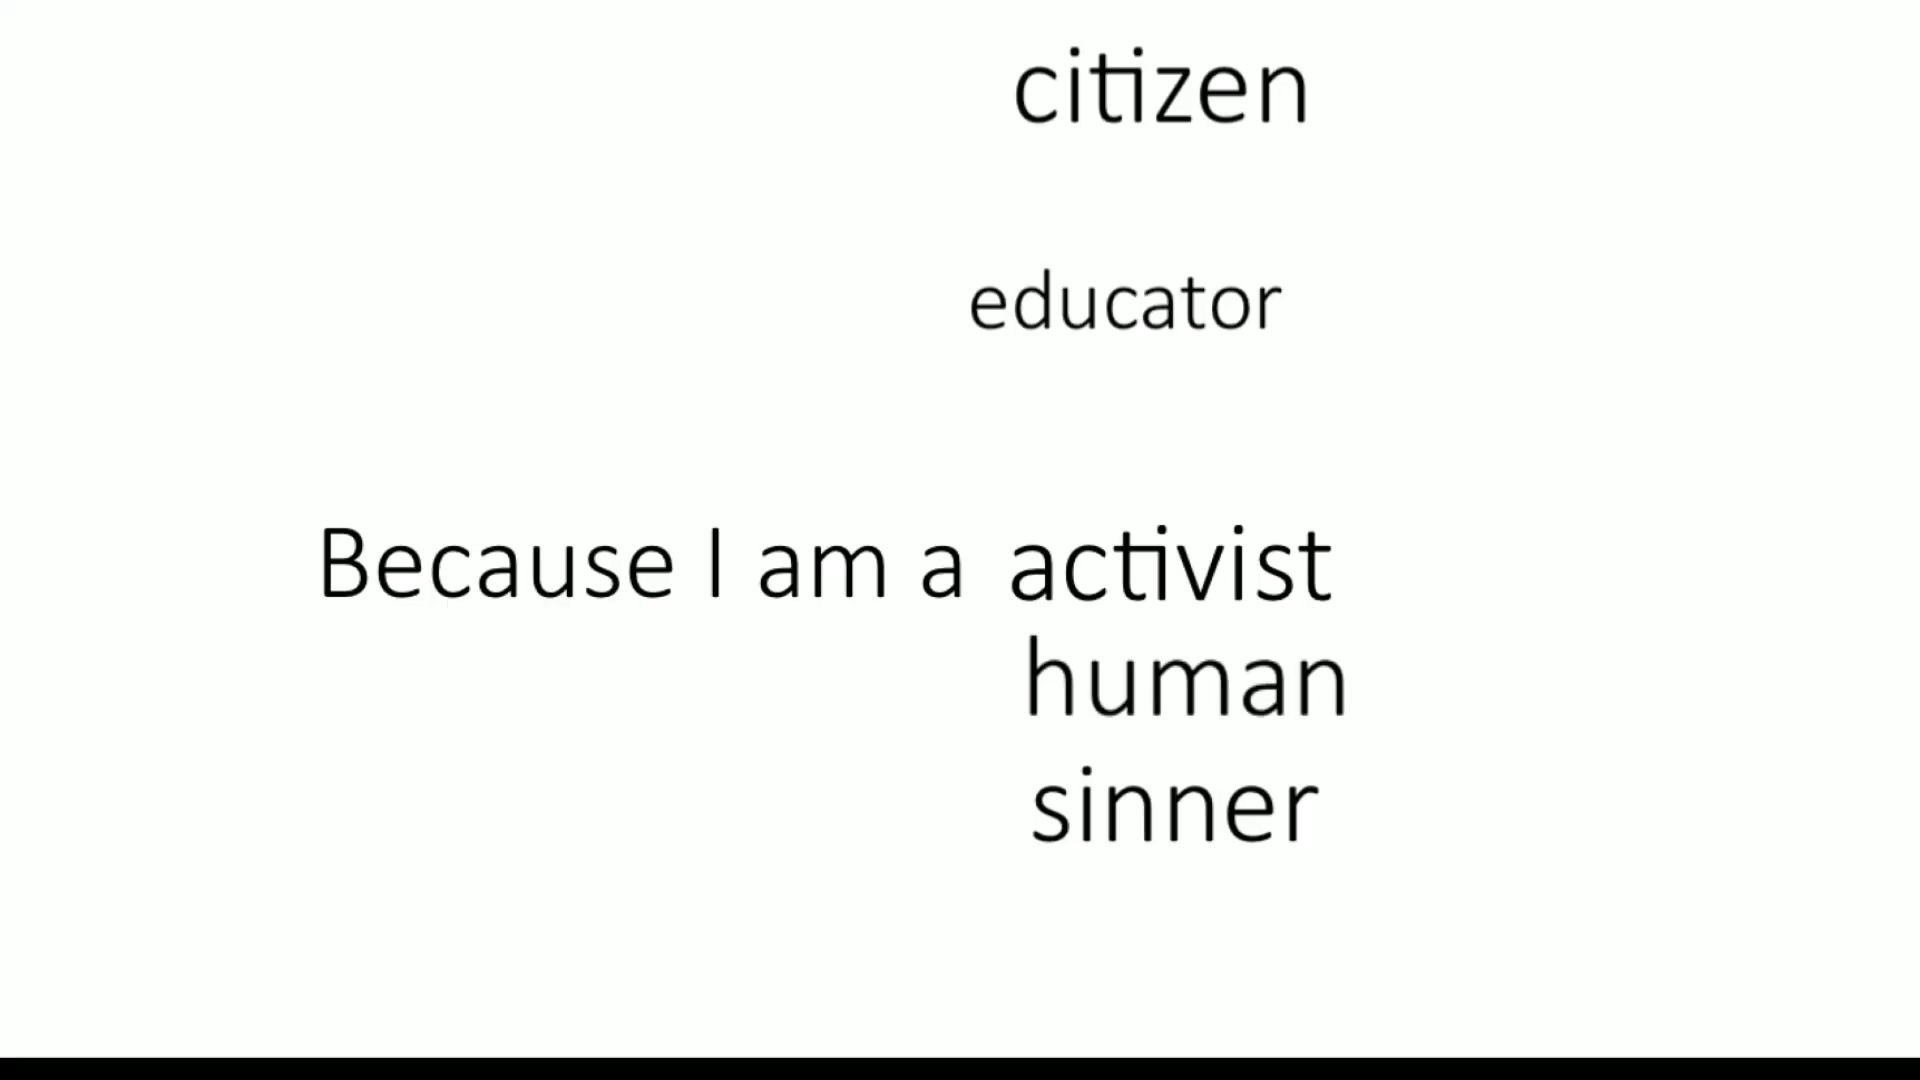 citizen
educator
Because I am a activist
human
sinner